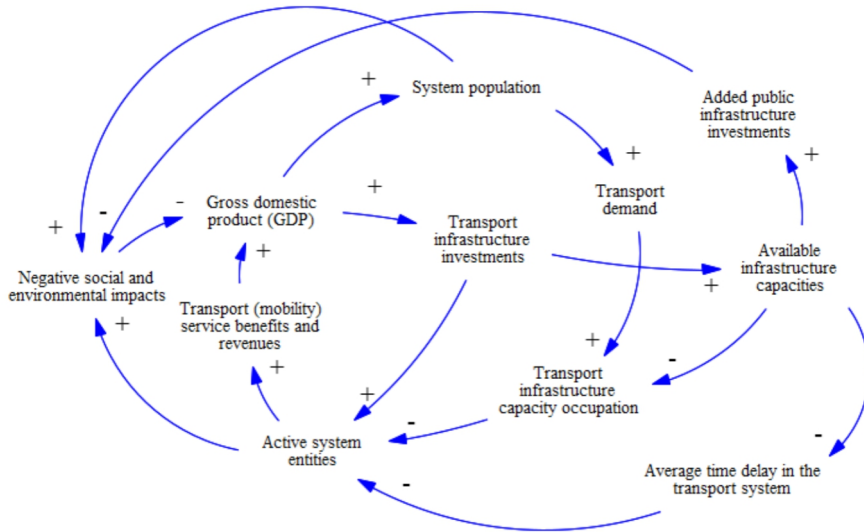 +
System population
Added public
infrastructure
investments
+
+
+
-
-
Gross domestic
product (GDP)
+
Transport
demand
+
Transport
infrastructure
investments
+
Available
infrastructure
capacities
+
Negative social and
environmental impacts
+
Transport (mobility)
service benefits and
revenues
+
-
+
Transport
infrastructure
capacity occupation
+
-
-
Active system
entities
-
Average time delay in the
transport system